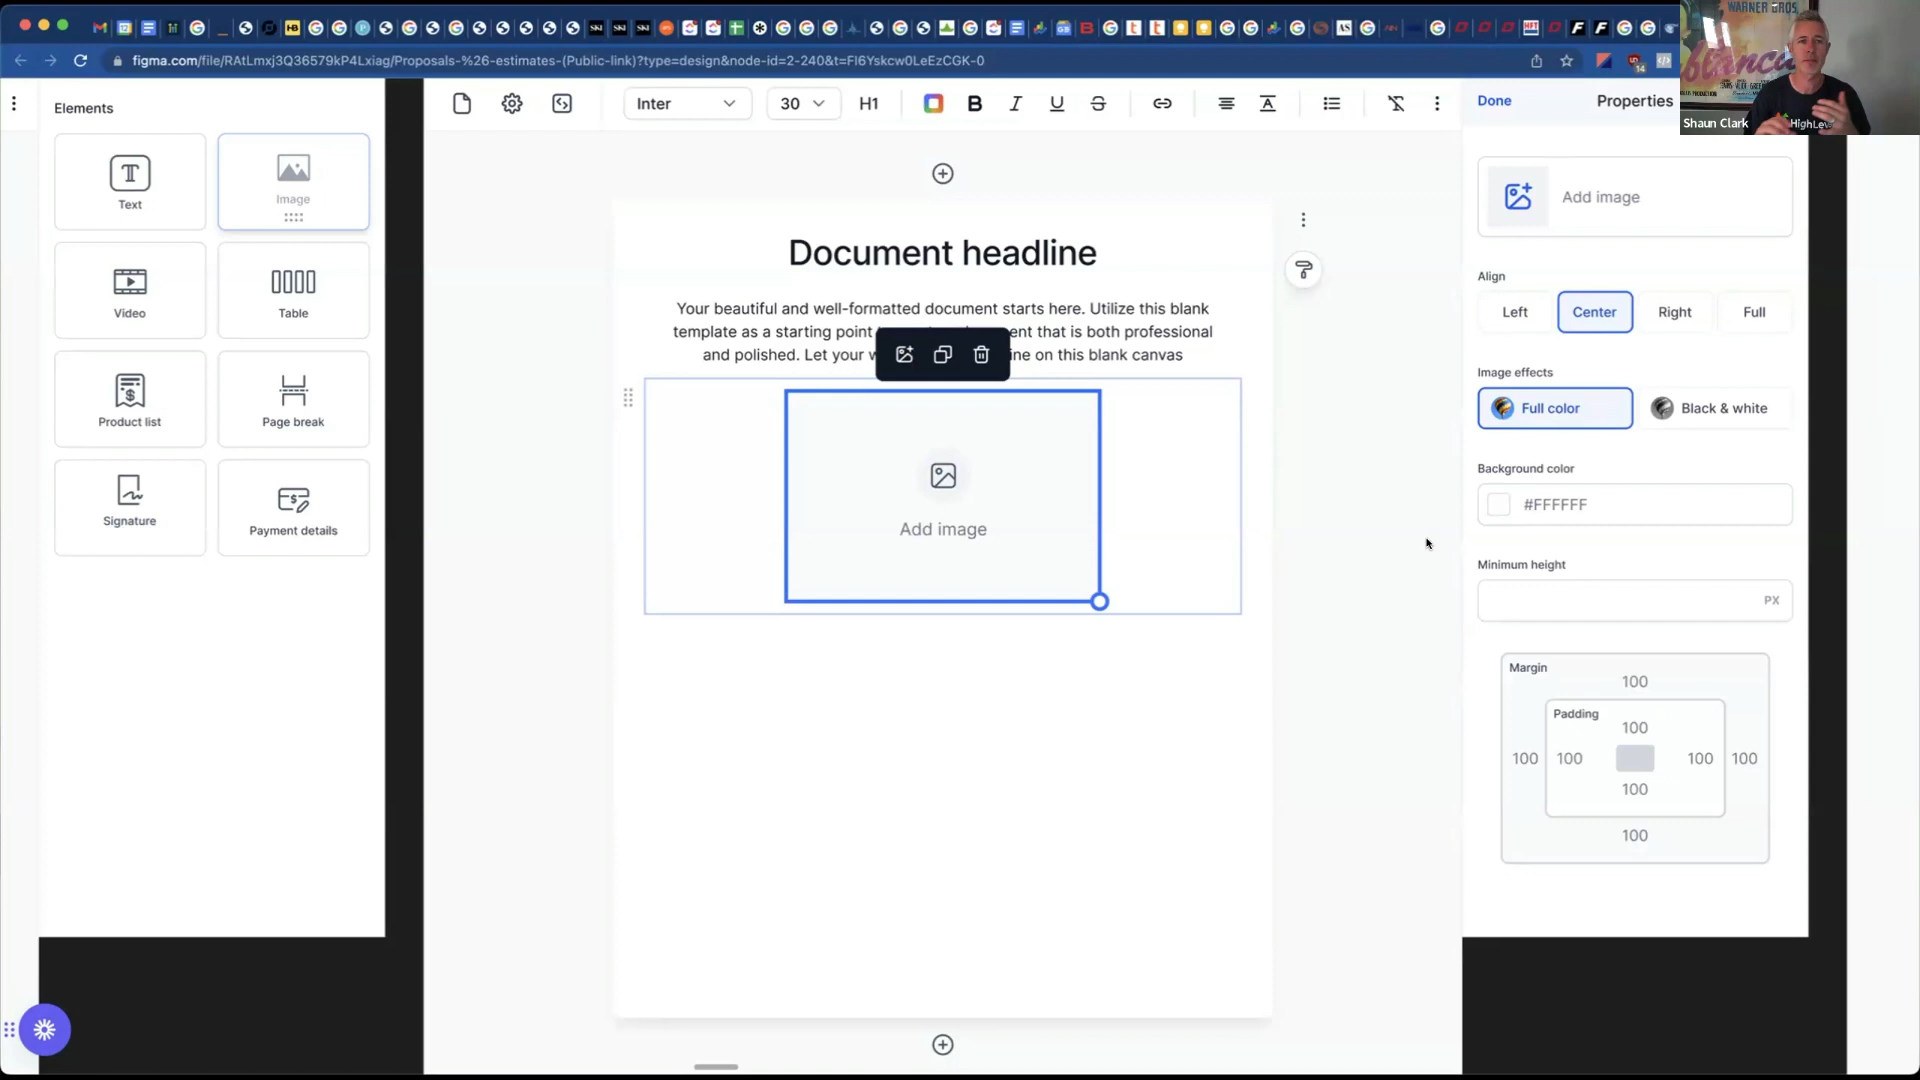 figma.com/file/RAtLmxj3Q36579kP4Lxiag/Proposals-%26-estimates-(Public-link)?type=design&node-id=2-240&t=FI6Yskcw0LeEzCGK-0
WARNER BROS.
Shaun Clark
HighLev
Elements
Inter
30
H1
B
I
U
S
A
Done
Properties
T
Text
Image
Video
Table
Product list
Page break
Signature
Payment details
Document headline
Your beautiful and well-formatted document starts here. Utilize this blank
template as a starting point
ent that is both professional
and polished. Let your w
ine on this blank canvas
Add image
Add image
Align
Left
Center
Right
Full
Image effects
Full color
Black & white
Background color
#FFFFFF
Minimum height
PX
Margin
100
Padding
100
100
100
100
100
100
100